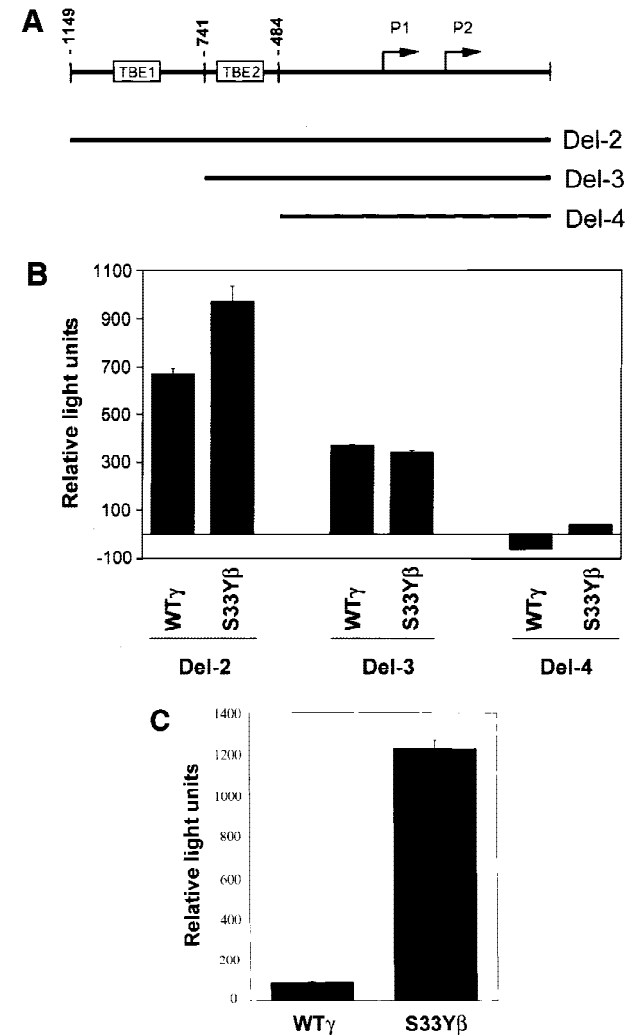 A
- 1149
- 741
- 484
P1
P2
TBE1
TBE2
Del-2
Del-3
Del-4
B
Relative light units
1100
900
700
500
300
100
-100
WTγ
S33Yβ
WTγ
S33Yβ
WTγ
S33Yβ
Del-2
Del-3
Del-4
C
Relative light units
1400
1200
1000
800
600
400
200
0
WTγ
S33Yβ